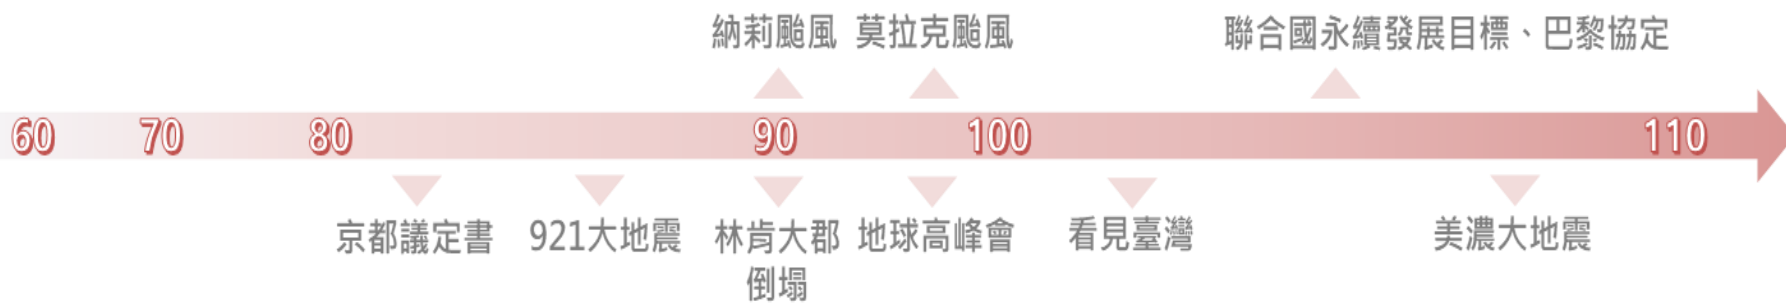 納莉颱風 莫拉克颱風 聯合國永續發展目標、巴黎協定
60 70 80 90 100 110
京都議定書 921大地震 林肯大郡 地球高峰會 看見臺灣 美濃大地震
倒塌